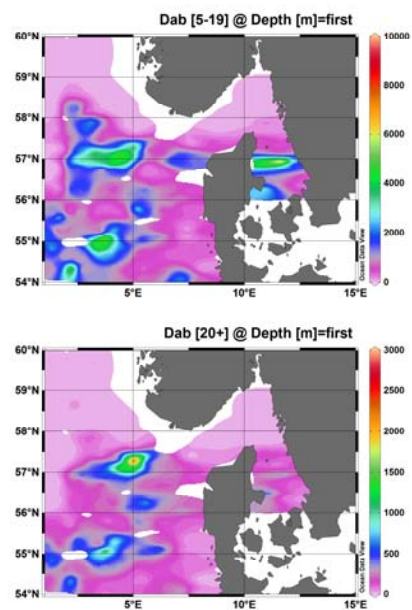 Dab [5-19] @ Depth [m]=first
60°N
59°N
58°N
57°N
56°N
55°N
54°N
5°E
10°E
15°E
10000
8000
6000
4000
2000
0
Ocean Data View
Dab [20+] @ Depth [m]=first
60°N
59°N
58°N
57°N
56°N
55°N
54°N
5°E
10°E
15°E
3000
2500
2000
1500
1000
500
0
Ocean Data View